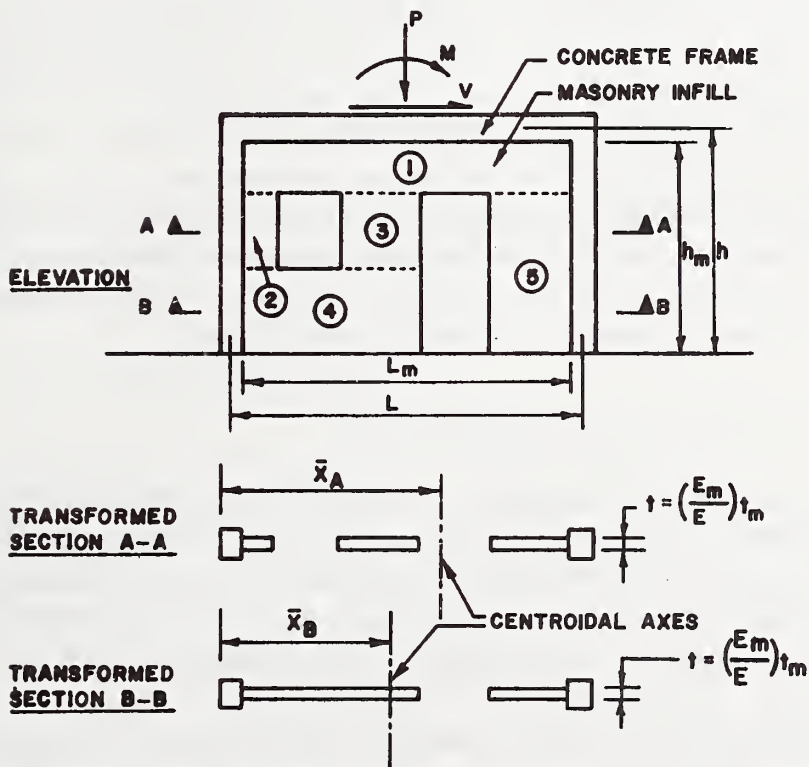 P
M
V
CONCRETE FRAME
MASONRY INFILL
1
A
3
A
hm h
ELEVATION
B
2
4
5
B
Lm
L
X̄A
TRANSFORMED
SECTION A-A
t = (Em/E) tm
X̄B
CENTROIDAL AXES
TRANSFORMED
SECTION B-B
t = (Em/E) tm